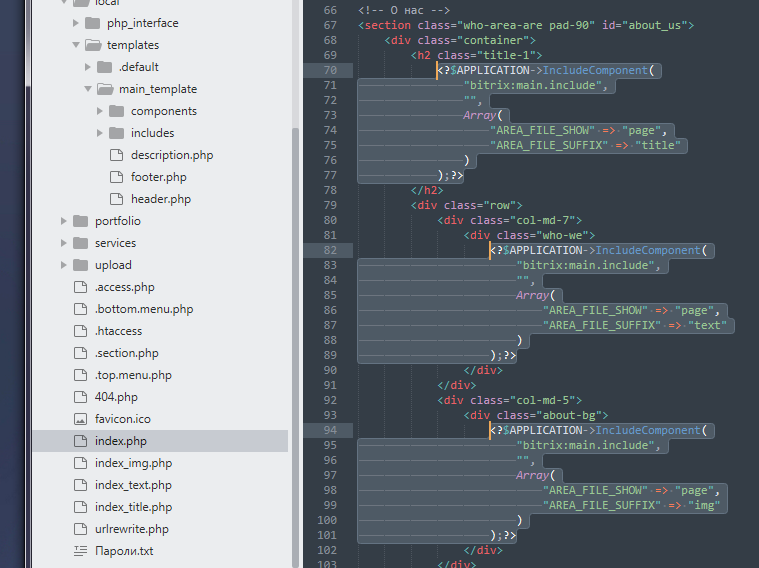 local
php_interface
templates
.default
main_template
components
includes
description.php
footer.php
header.php
portfolio
services
upload
.access.php
.bottom.menu.php
.htaccess
.section.php
.top.menu.php
404.php
favicon.ico
index.php
index_img.php
index_text.php
index_title.php
urlrewrite.php
Пароли.txt
66 <!-- О нас -->
67 <section class="who-area-are pad-90" id="about_us">
68 <div class="container">
69 <h2 class="title-1">
70 <?$APPLICATION->IncludeComponent(
71 "bitrix:main.include",
72 "",
73 Array(
74 "AREA_FILE_SHOW" => "page",
75 "AREA_FILE_SUFFIX" => "title"
76 )
77 );?>
78 </h2>
79 <div class="row">
80 <div class="col-md-7">
81 <div class="who-we">
82 <?$APPLICATION->IncludeComponent(
83 "bitrix:main.include",
84 "",
85 Array(
86 "AREA_FILE_SHOW" => "page",
87 "AREA_FILE_SUFFIX" => "text"
88 )
89 );?>
90 </div>
91 </div>
92 <div class="col-md-5">
93 <div class="about-bg">
94 <?$APPLICATION->IncludeComponent(
95 "bitrix:main.include",
96 "",
97 Array(
98 "AREA_FILE_SHOW" => "page",
99 "AREA_FILE_SUFFIX" => "img"
100 )
101 );?>
102 </div>
103 </div>